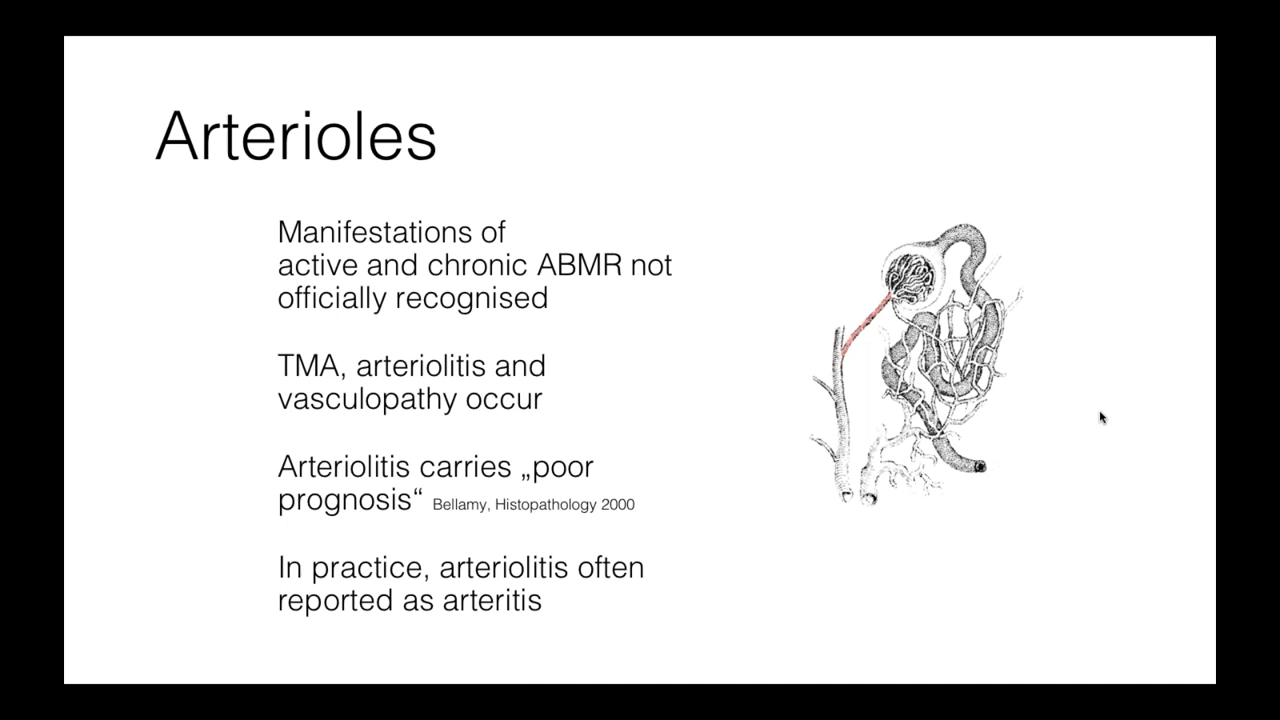 Arterioles
Manifestations of
active and chronic ABMR not
officially recognised
TMA, arteriolitis and
vasculopathy occur
Arteriolitis carries „poor
prognosis“ Bellamy, Histopathology 2000
In practice, arteriolitis often
reported as arteritis